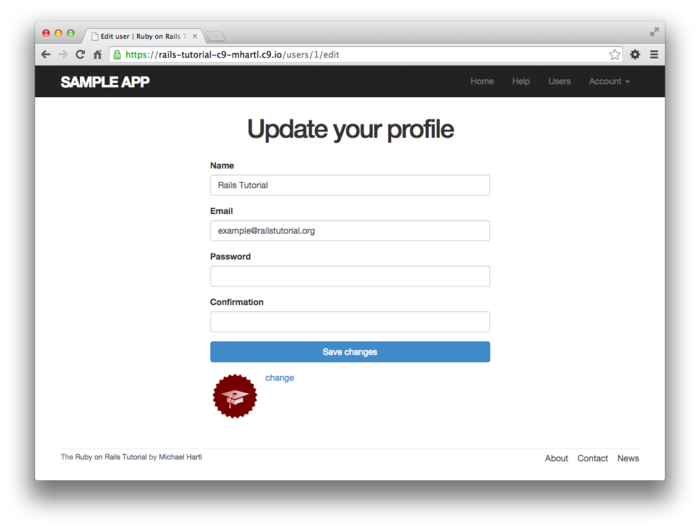 Edit user | Ruby on Rails T
https://rails-tutorial-c9-mhartl.c9.io/users/1/edit
SAMPLE APP Home Help Users Account
Update your profile
Name
Rails Tutorial
Email
example@railstutorial.org
Password
Confirmation
Save changes
change
The Ruby on Rails Tutorial by Michael Hartl About Contact News